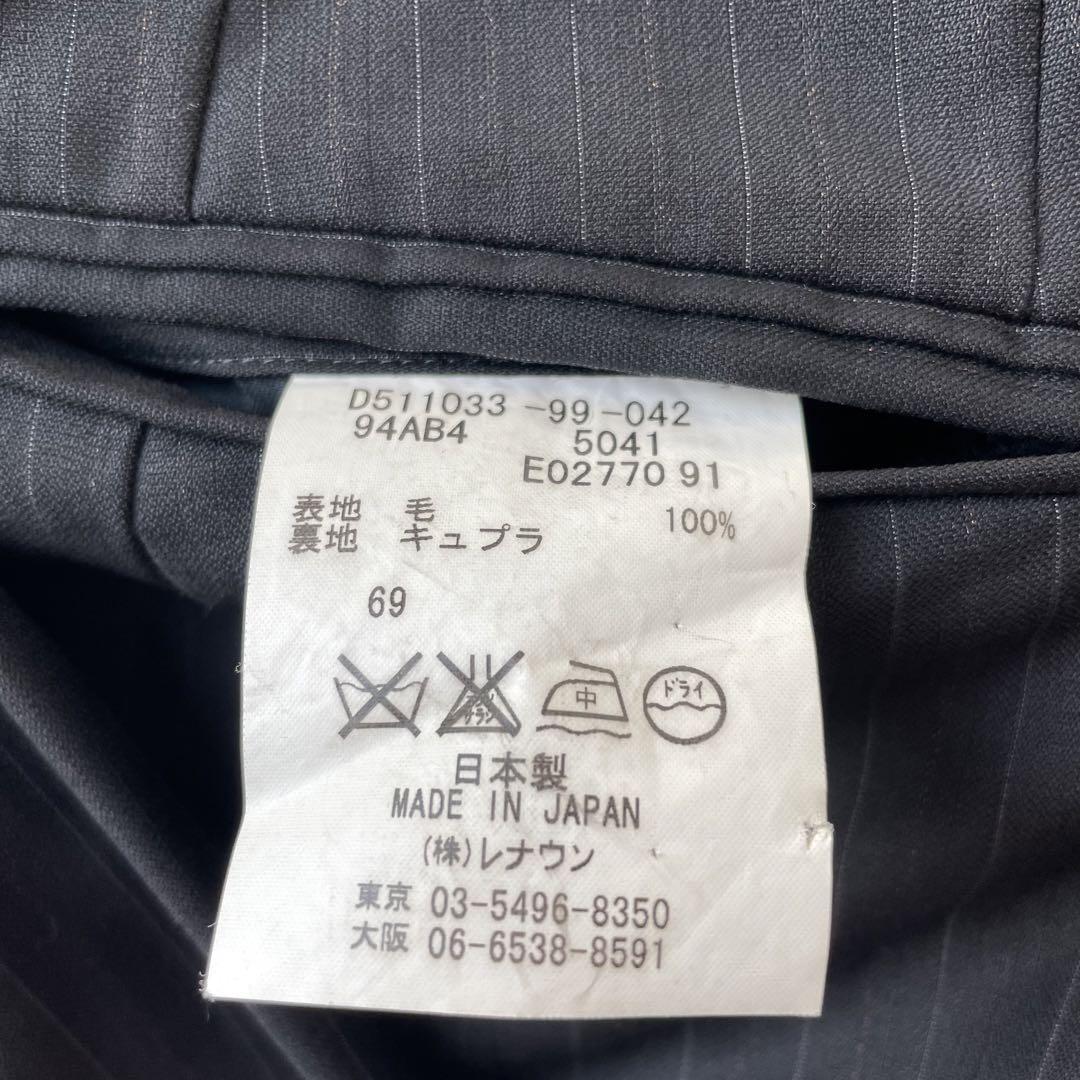 D511033 -99-042
94AB4 5041
E02770 91
表地 毛 100%
裏地 キュプラ
69
中 ドライ
日本製
MADE IN JAPAN
(株)レナウン
東京 03-5496-8350
大阪 06-6538-8591